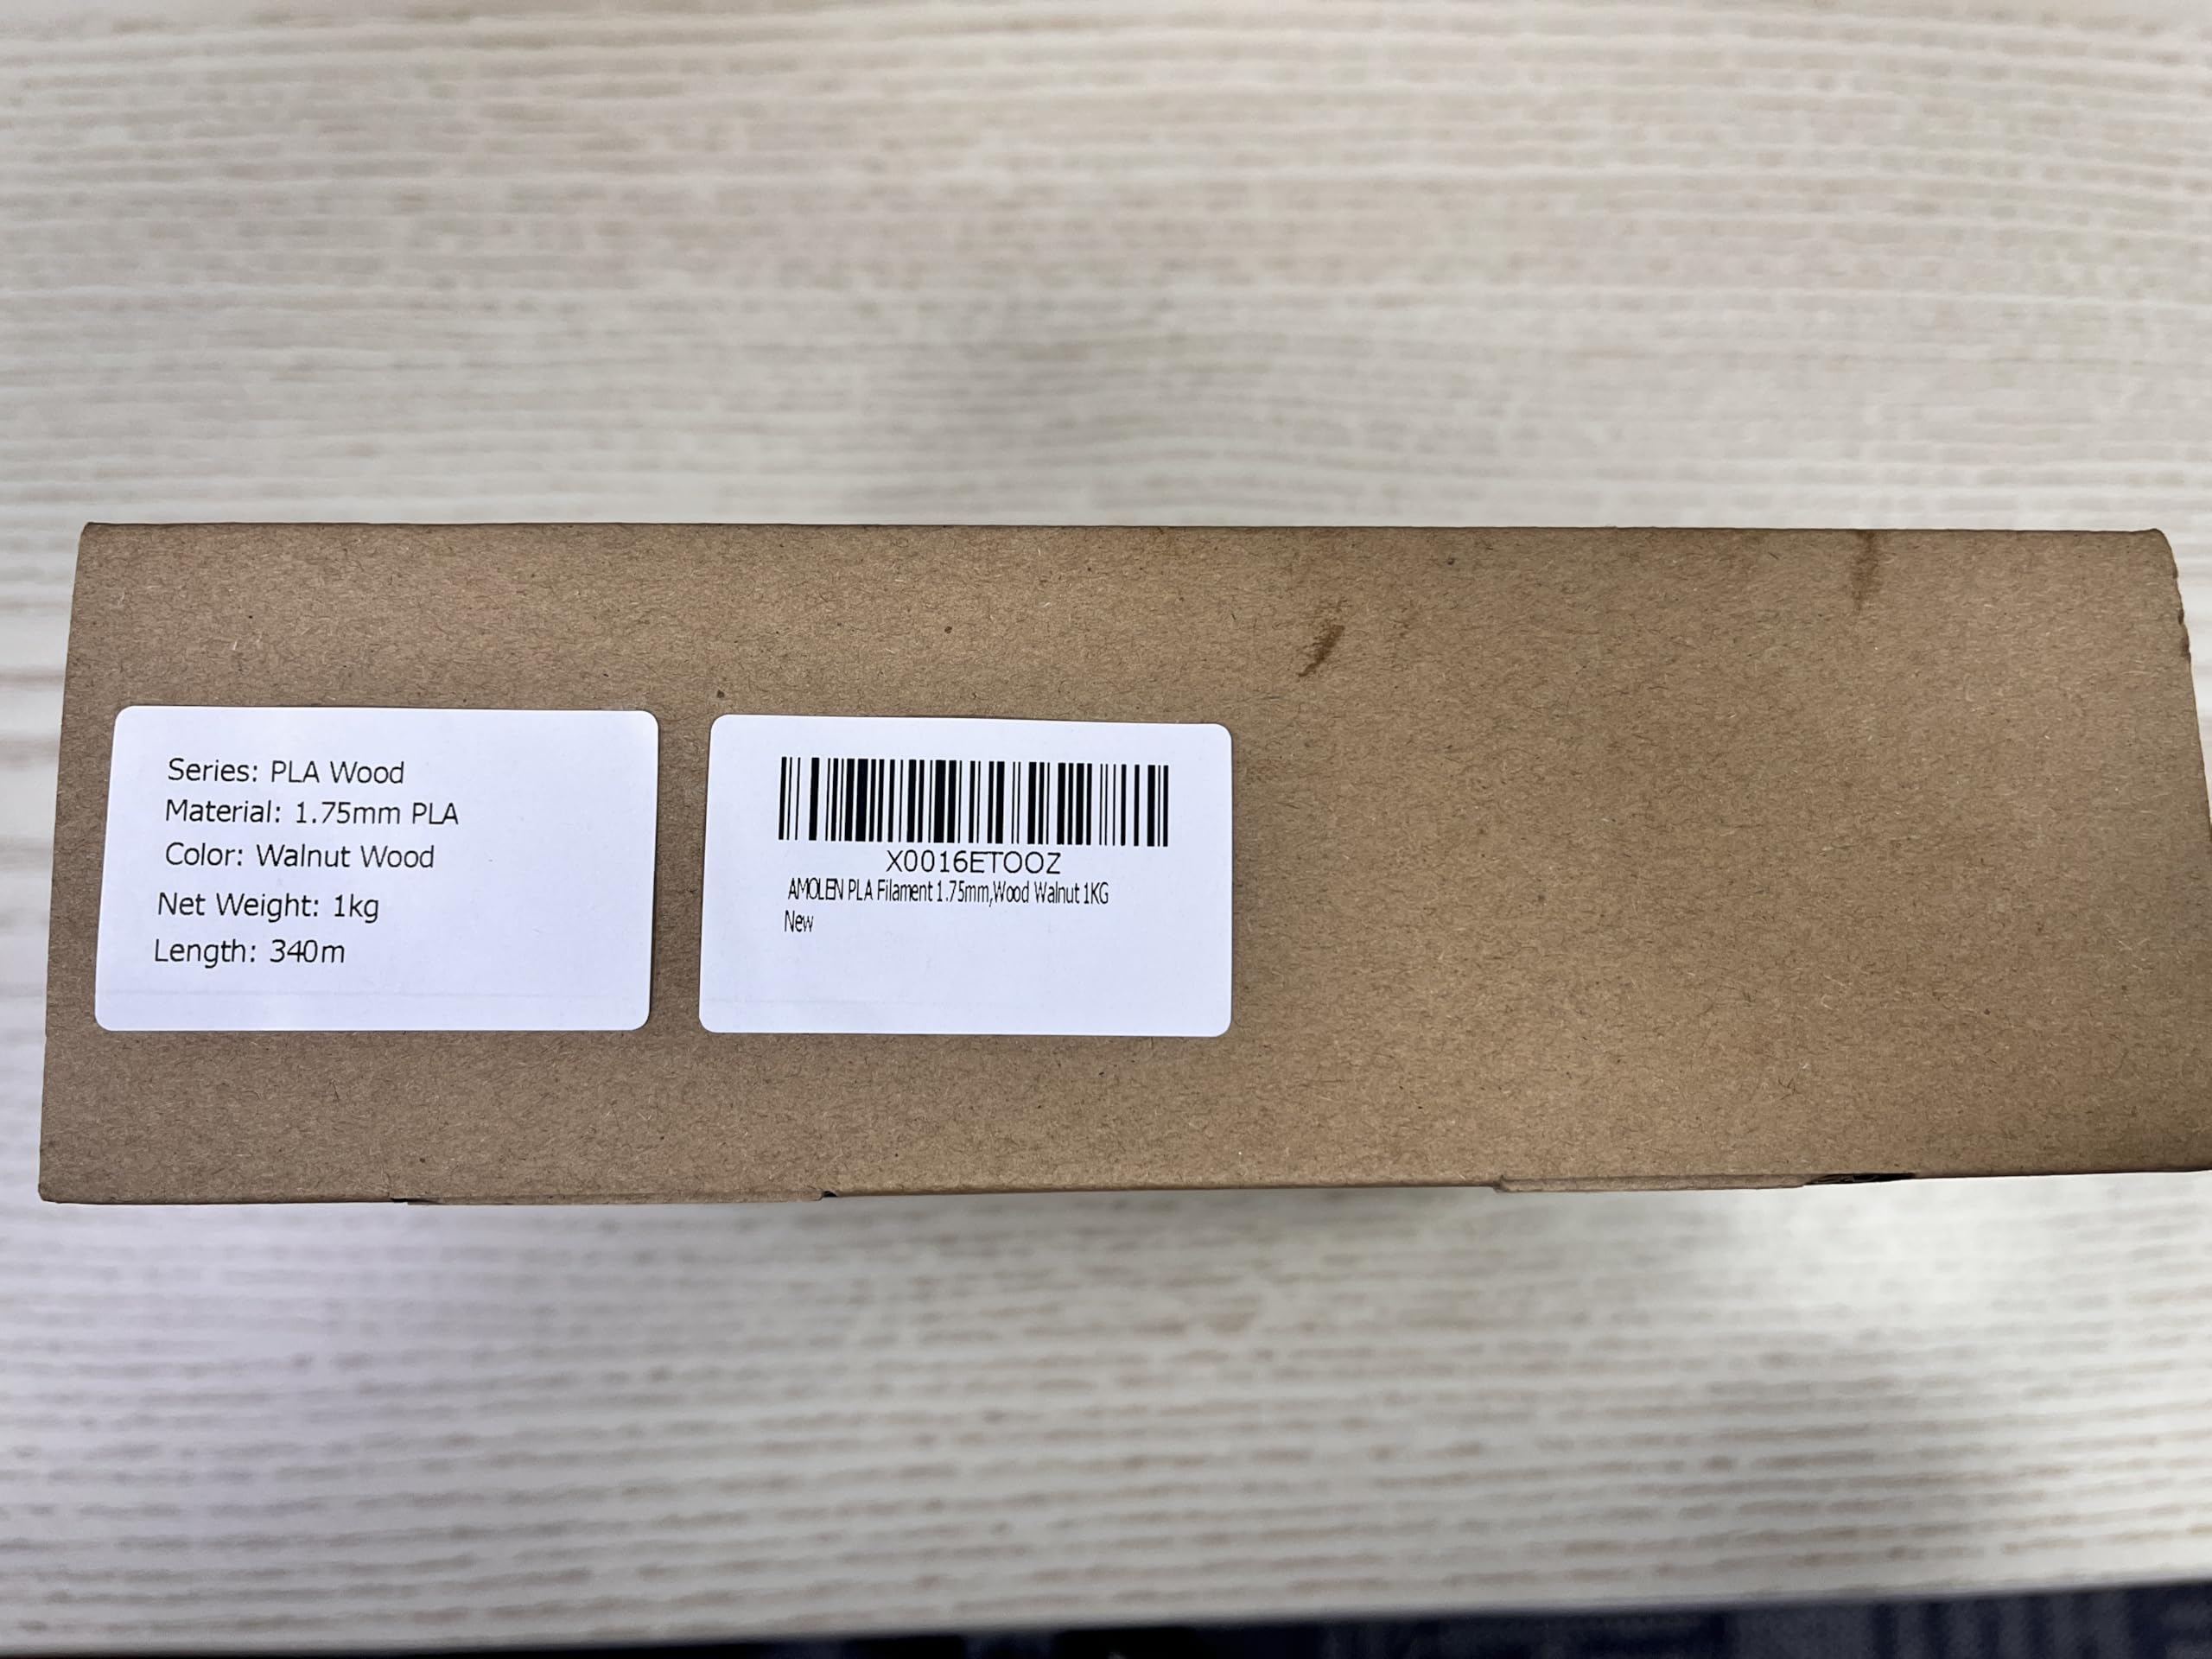 Series: PLA Wood
Material: 1.75mm PLA
Color: Walnut Wood
Net Weight: 1kg
Length: 340m
X0016ETOOZ
AMOLEN PLA Filament 1.75mm,Wood Walnut 1KG
New